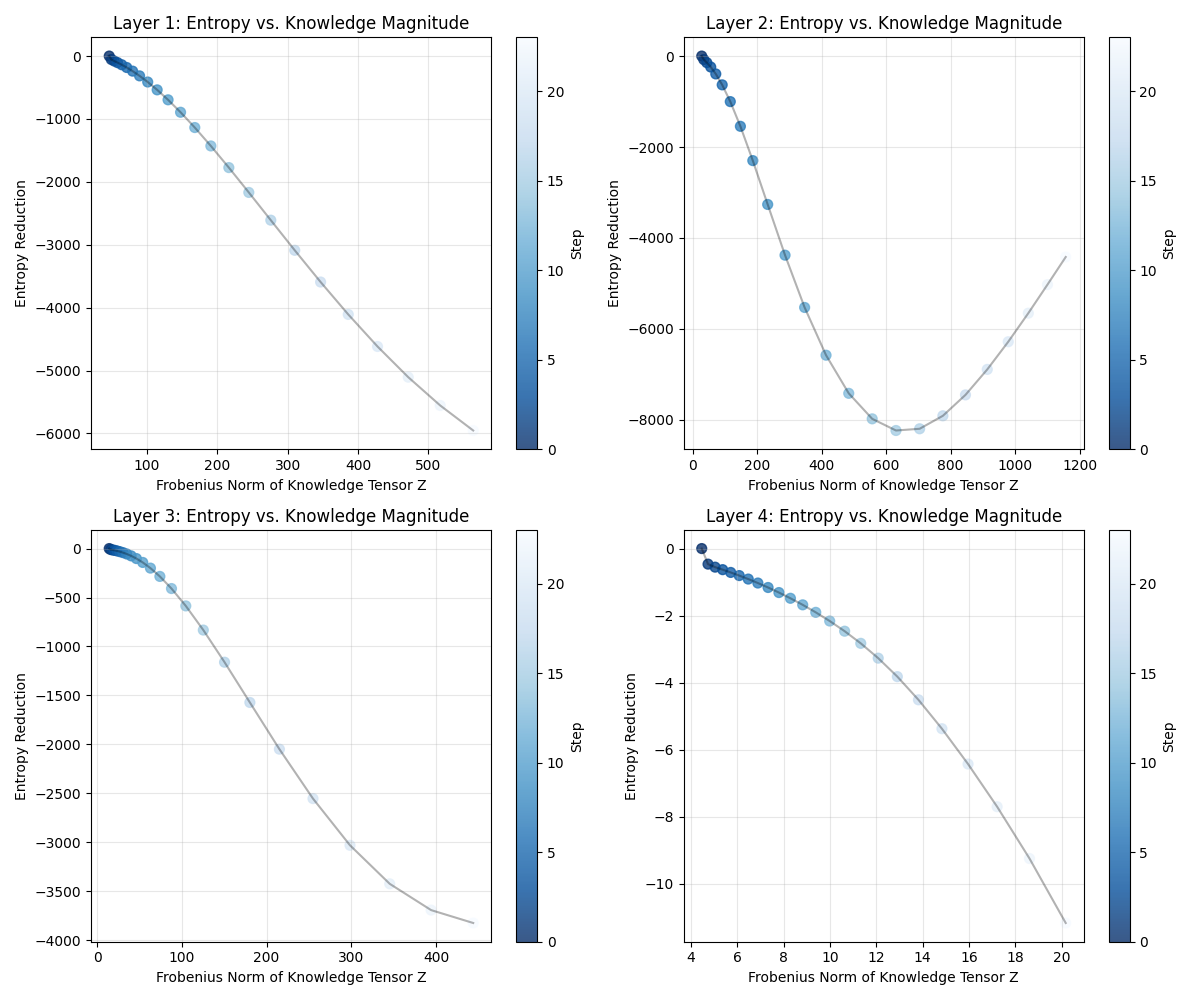 Layer 1: Entropy vs. Knowledge Magnitude
0
−1000
−2000
−3000
−4000
−5000
−6000
Entropy Reduction
100 200 300 400 500
Frobenius Norm of Knowledge Tensor Z
20
15
10
5
0
Step
Layer 2: Entropy vs. Knowledge Magnitude
0
−2000
−4000
−6000
−8000
Entropy Reduction
0 200 400 600 800 1000 1200
Frobenius Norm of Knowledge Tensor Z
20
15
10
5
0
Step
Layer 3: Entropy vs. Knowledge Magnitude
0
−500
−1000
−1500
−2000
−2500
−3000
−3500
−4000
Entropy Reduction
0 100 200 300 400
Frobenius Norm of Knowledge Tensor Z
20
15
10
5
0
Step
Layer 4: Entropy vs. Knowledge Magnitude
0
−2
−4
−6
−8
−10
Entropy Reduction
4 6 8 10 12 14 16 18 20
Frobenius Norm of Knowledge Tensor Z
20
15
10
5
0
Step